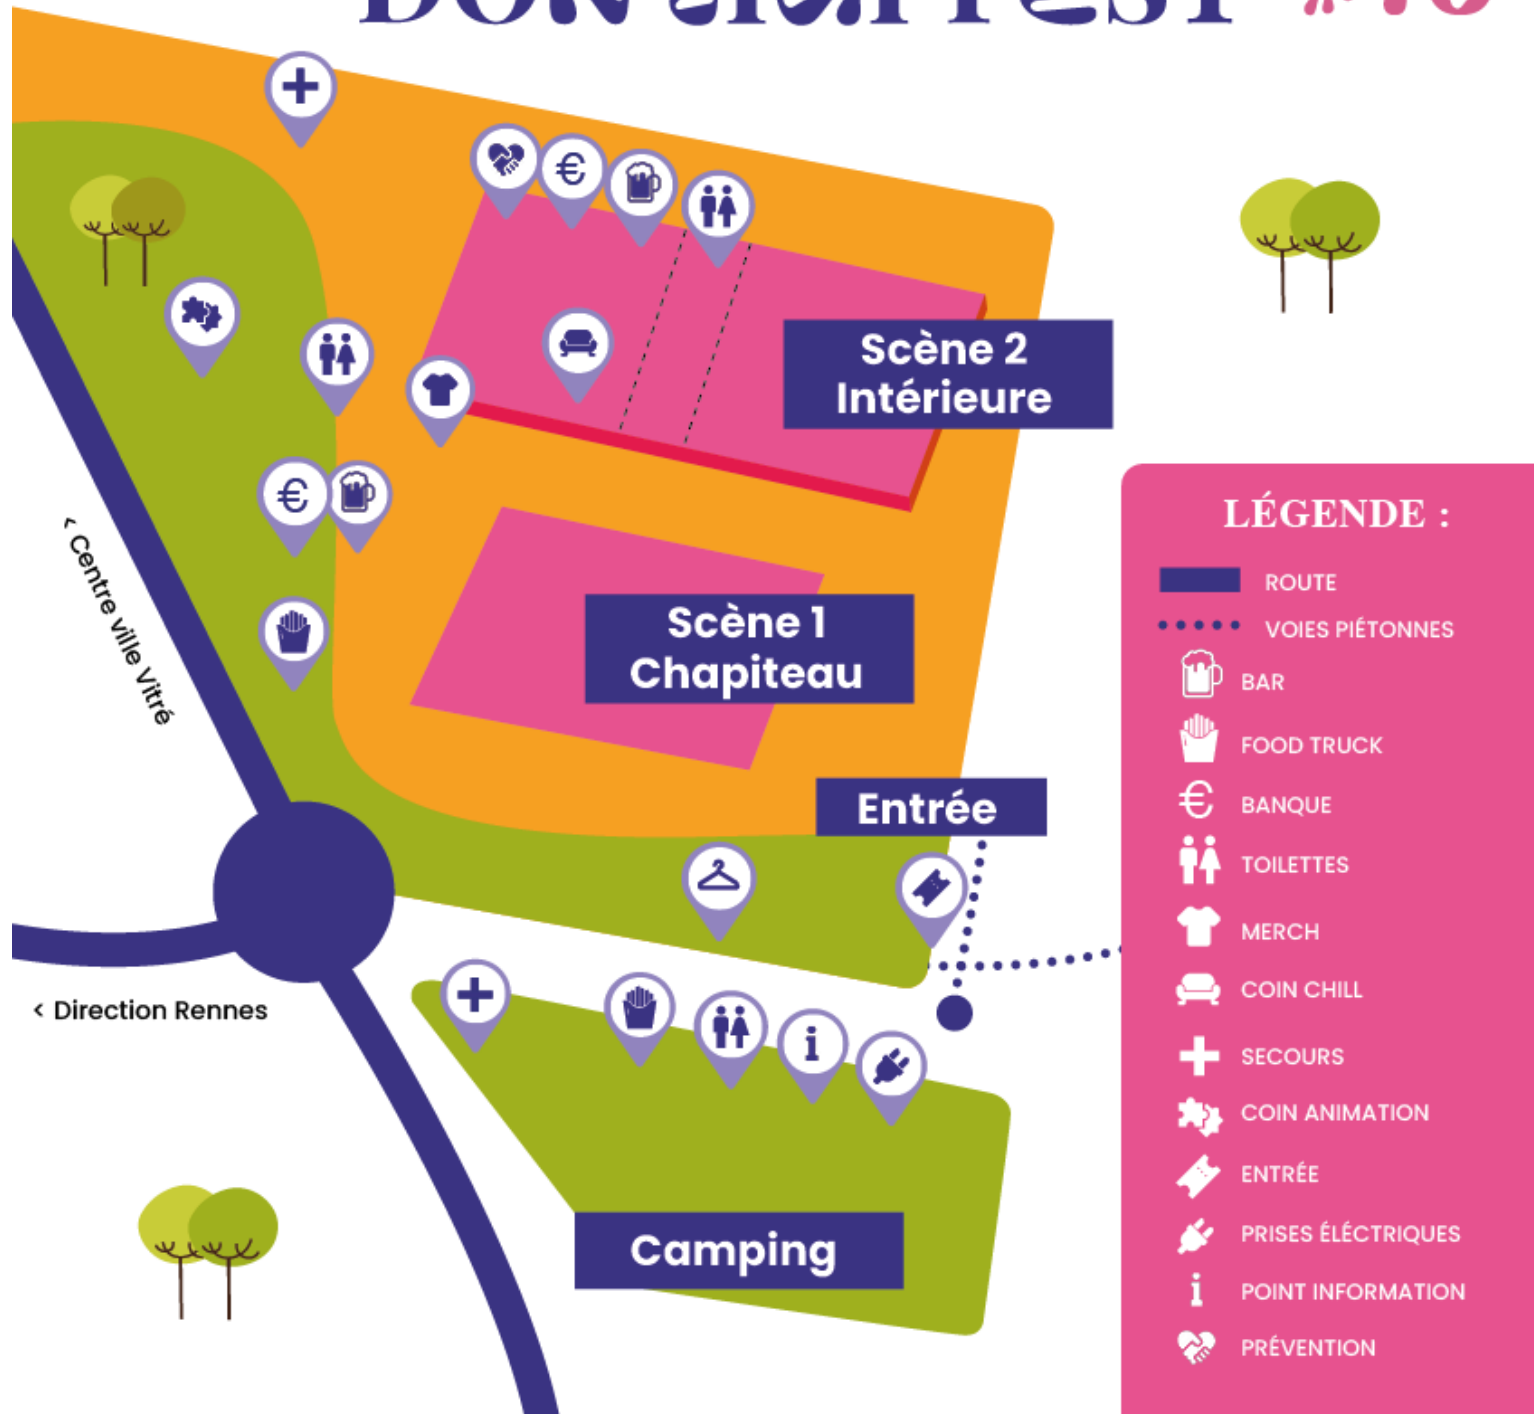 Scène 2
Intérieure
< Centre ville Vitré
LÉGENDE :
ROUTE
VOIES PIÉTONNES
BAR
FOOD TRUCK
BANQUE
TOILETTES
MERCH
COIN CHILL
SECOURS
COIN ANIMATION
ENTRÉE
PRISES ÉLÉCTRIQUES
POINT INFORMATION
PRÉVENTION
Scène 1
Chapiteau
Entrée
< Direction Rennes
Camping